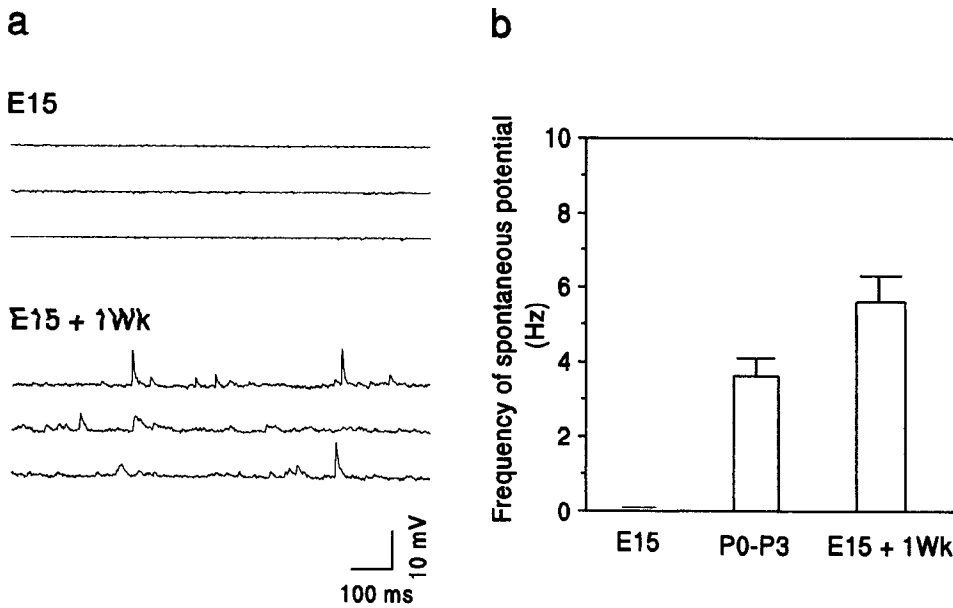 a
E15
E15 + 1Wk
10 mV
100 ms
b
Frequency of spontaneous potential
(Hz)
10
8
6
4
2
0
E15
P0-P3
E15 + 1Wk